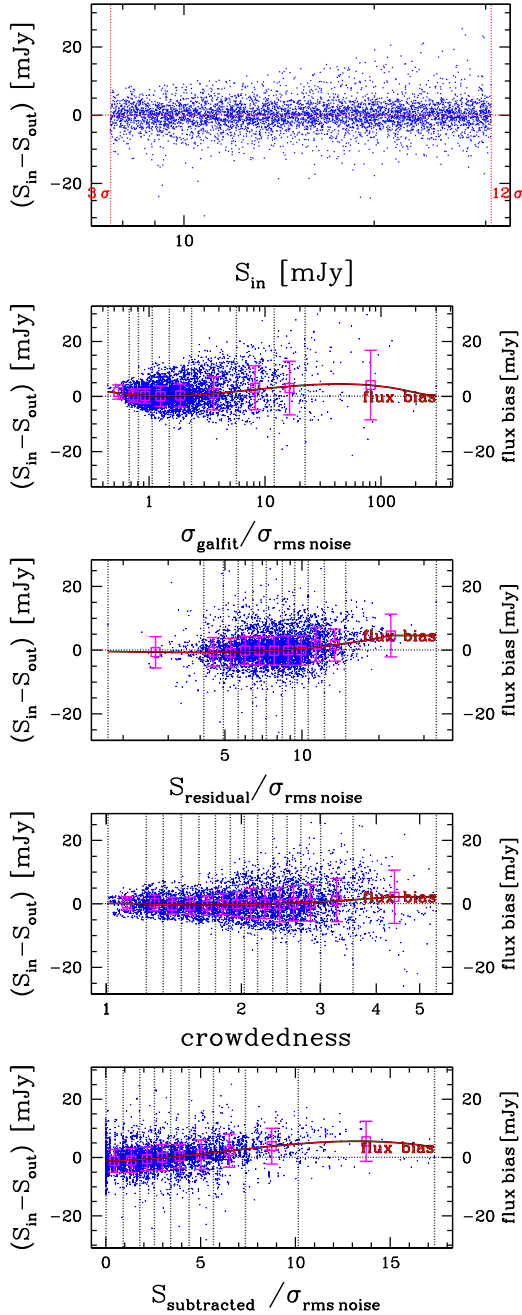 (S_in − S_out) [mJy]
20
0
−20
3 σ
12 σ
10
S_in [mJy]
(S_in − S_out) [mJy]
20
0
−20
20
0
−20
flux bias [mJy]
flux bias
1
10
100
σ_galfit/σ_rms noise
(S_in − S_out) [mJy]
20
0
−20
20
0
−20
flux bias [mJy]
flux bias
5
10
S_residual/σ_rms noise
(S_in − S_out) [mJy]
20
0
−20
20
0
−20
flux bias [mJy]
flux bias
1
2
3
4
5
crowdedness
(S_in − S_out) [mJy]
20
0
−20
20
0
−20
flux bias [mJy]
flux bias
0
5
10
15
S_subtracted /σ_rms noise